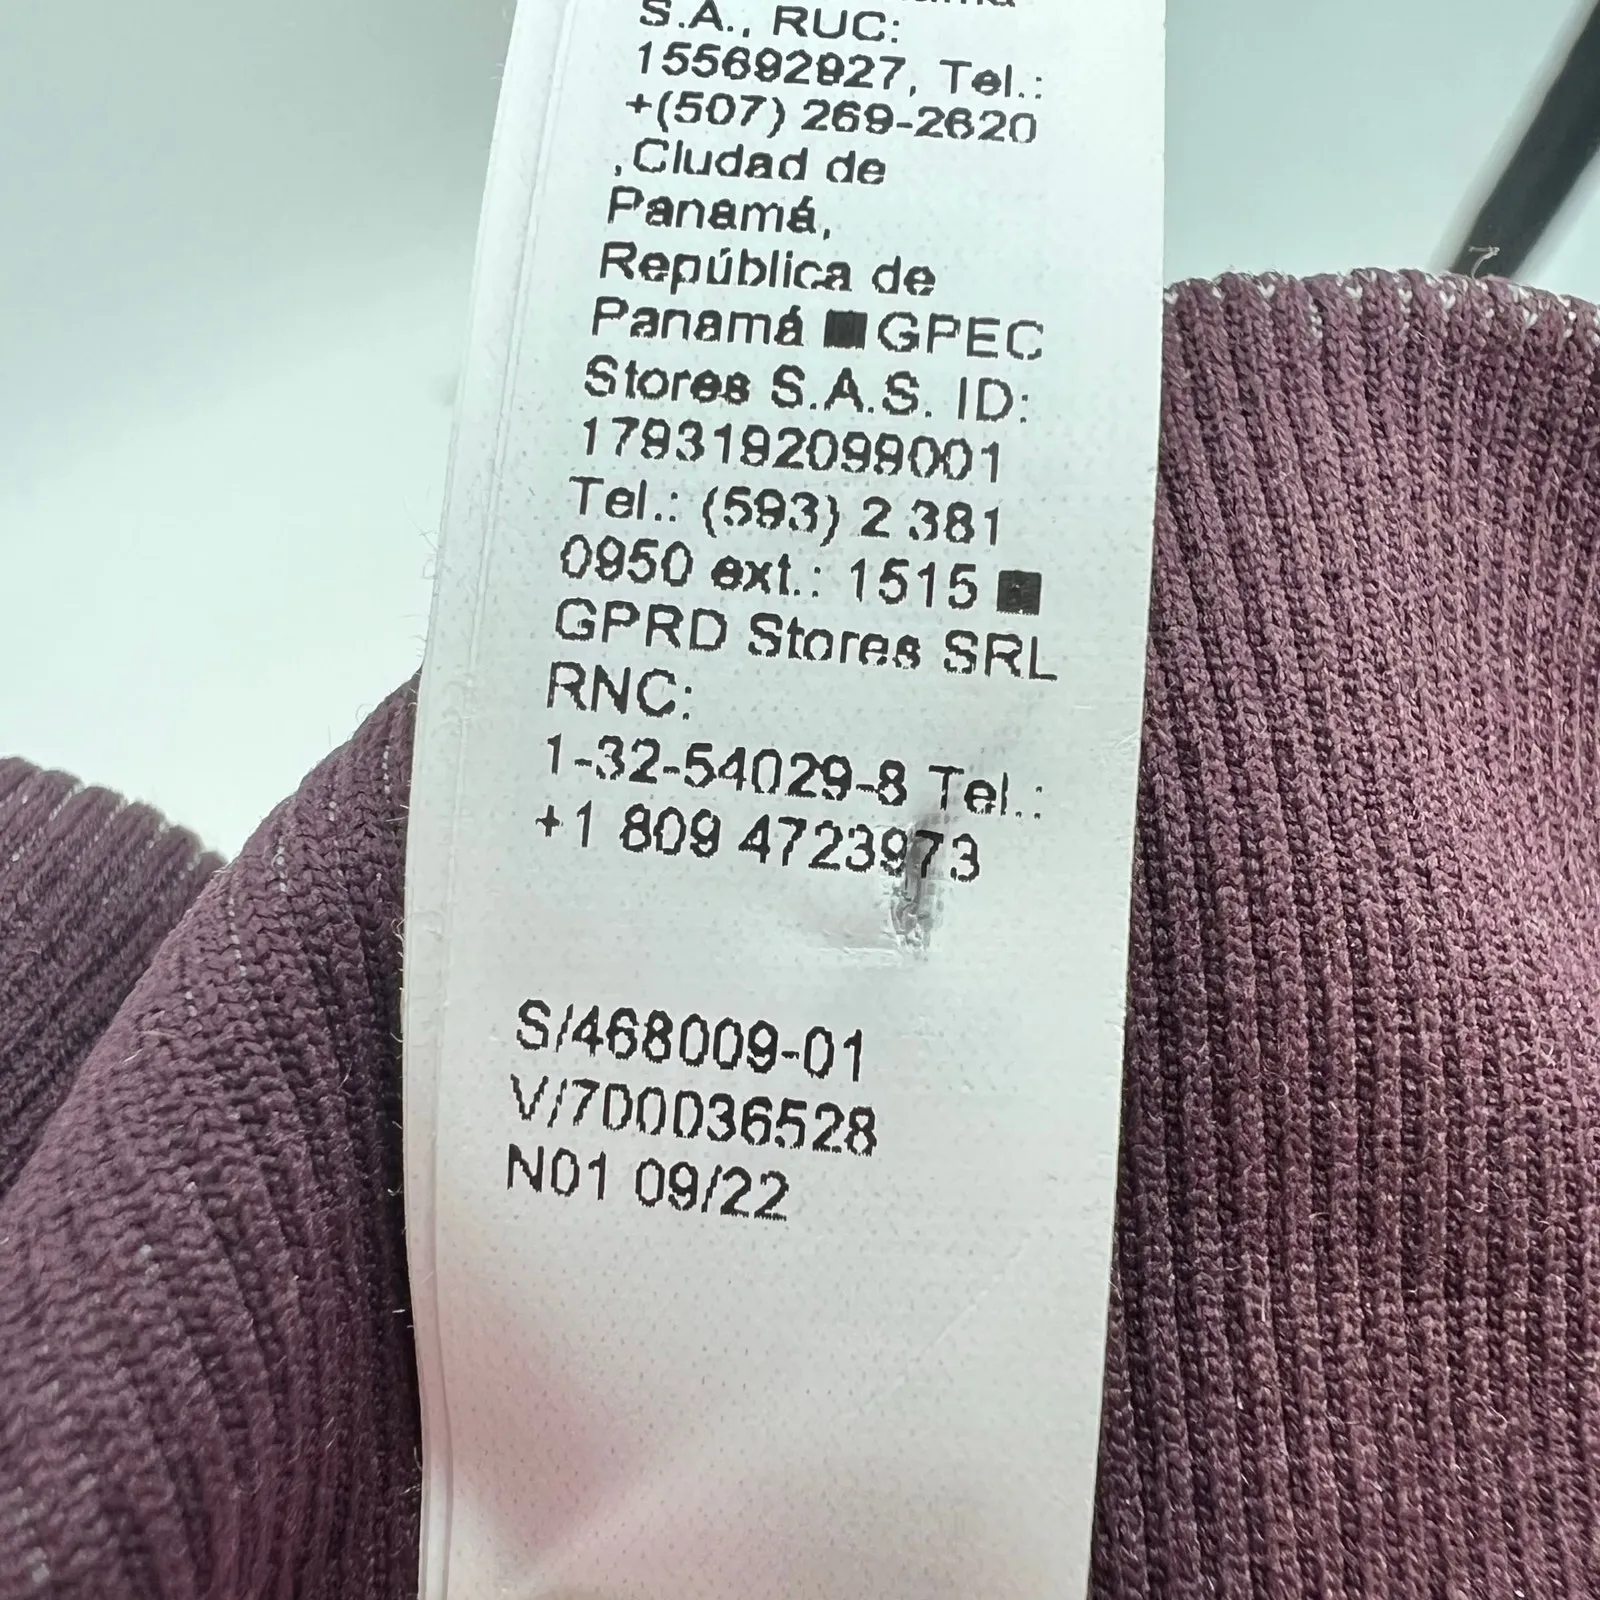 S.A., RUC:
155692927, Tel.:
+(507) 269-2620
,Ciudad de
Panamá,
República de
Panamá ■ GPEC
Stores S.A.S. ID:
1793192099001
Tel.: (593) 2 381
0950 ext.: 1515 ■
GPRD Stores SRL
RNC:
1-32-54029-8 Tel.:
+1 809 4723973
S/468009-01
V/700036528
N01 09/22